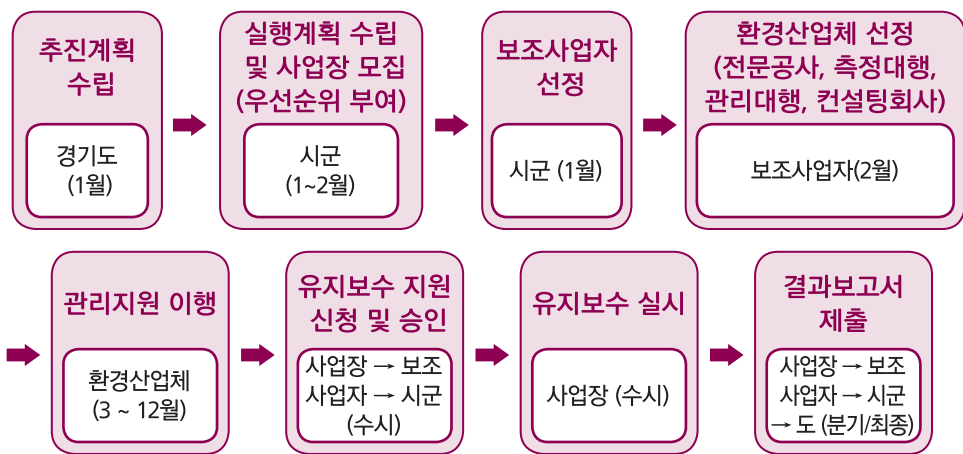 추진계획
수립
경기도
(1월)
실행계획 수립
및 사업장 모집
(우선순위 부여)
시군
(1~2월)
보조사업자
선정
시군 (1월)
환경산업체 선정
(전문공사, 측정대행,
관리대행, 컨설팅회사)
보조사업자(2월)
관리지원 이행
환경산업체
(3 ~ 12월)
유지보수 지원
신청 및 승인
사업장 → 보조
사업자 → 시군
(수시)
유지보수 실시
사업장 (수시)
결과보고서
제출
사업장 → 보조
사업자 → 시군
→ 도 (분기/최종)